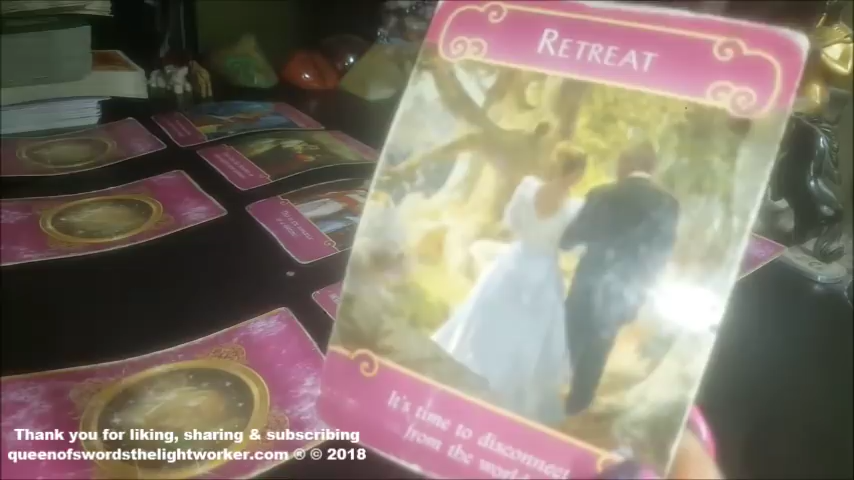 RETREAT
It's time to disconnect
from the world
Thank you for liking, sharing & subscribing
queenofswordsthelightworker.com ® © 2018